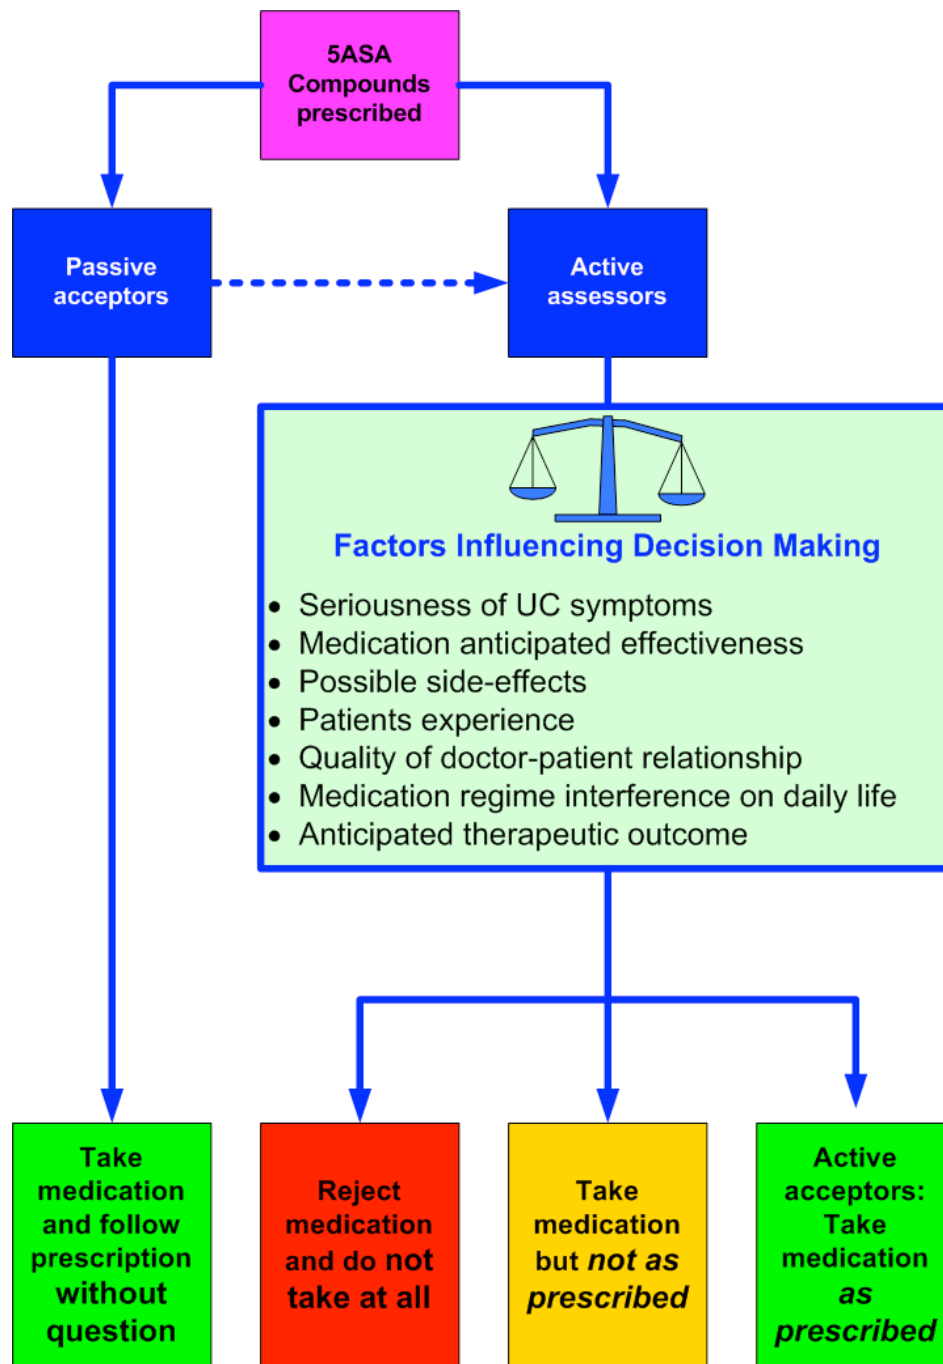 5ASA
Compounds
prescribed
Passive
acceptors
Active
assessors
Factors Influencing Decision Making
• Seriousness of UC symptoms
• Medication anticipated effectiveness
• Possible side-effects
• Patients experience
• Quality of doctor-patient relationship
• Medication regime interference on daily life
• Anticipated therapeutic outcome
Take
medication
and follow
prescription
without
question
Reject
medication
and do not
take at all
Take
medication
but not as
prescribed
Active
acceptors:
Take
medication
as
prescribed